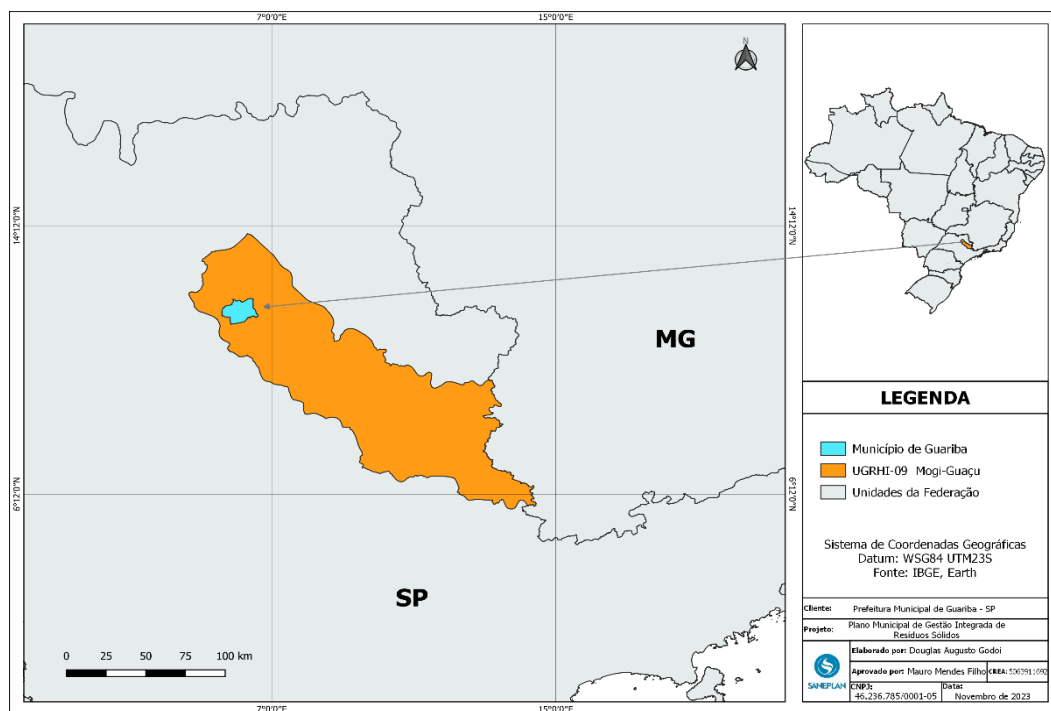 7°0'0"E
15°0'0"E
N
14°12'0"N
14°12'0"N
MG
6°12'0"N
6°12'0"N
SP
0 25 50 75 100 km
7°0'0"E
15°0'0"E
LEGENDA
Município de Guariba
UGRHI-09 Mogi-Guaçu
Unidades da Federação
Sistema de Coordenadas Geográficas
Datum: WSG84 UTM23S
Fonte: IBGE, Earth
Cliente: Prefeitura Municipal de Guariba - SP
Projeto: Plano Municipal de Gestão Integrada de
Resíduos Sólidos
Elaborado por: Douglas Augusto Godoi
Aprovado por: Mauro Mendes Filho CREA: 5063911692
SANEPLAN
CNPJ: Data:
46.236.785/0001-05 Novembro de 2023